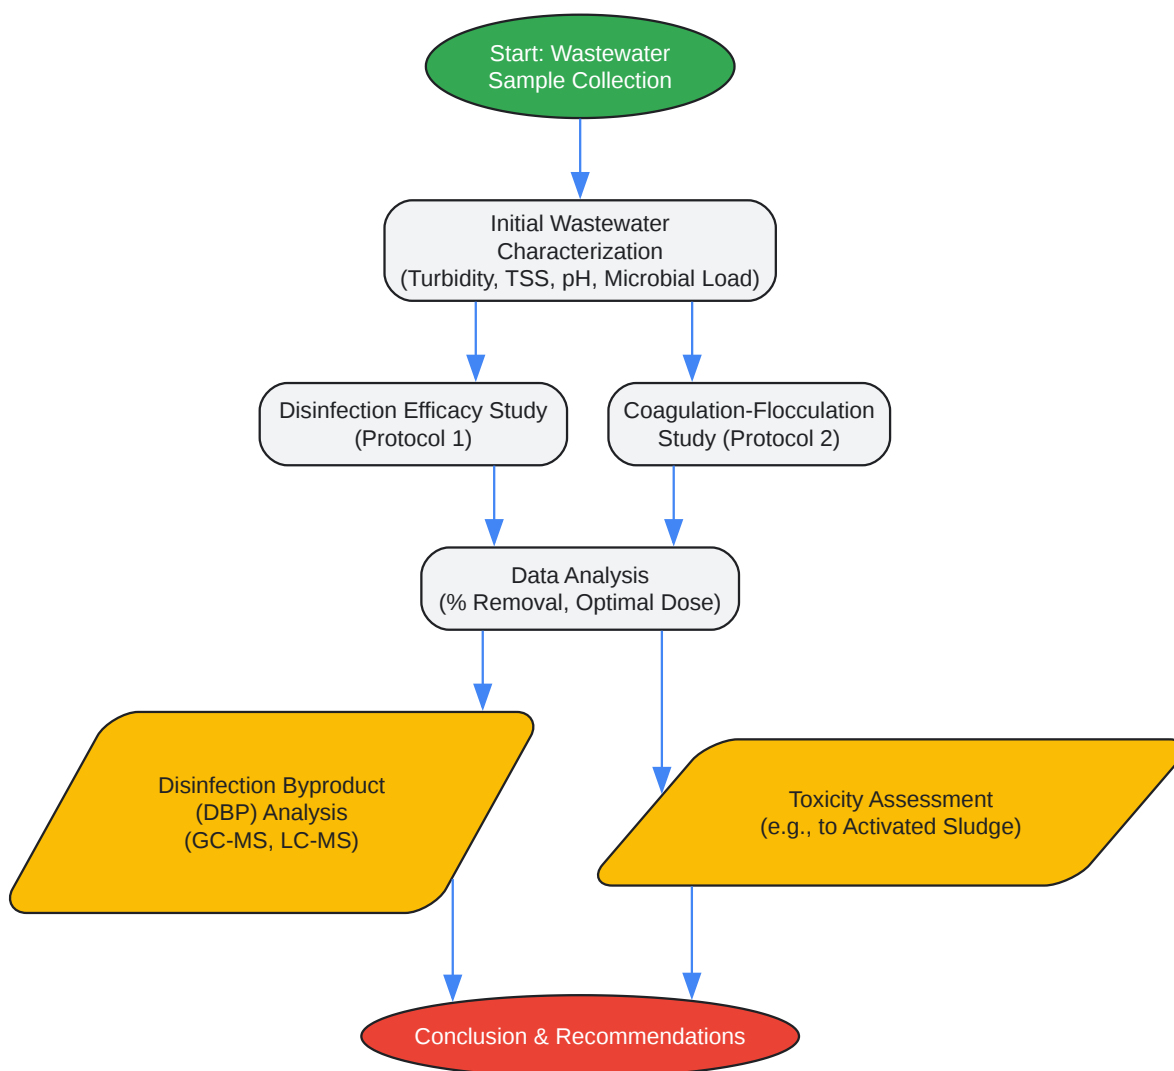 Start: Wastewater
Sample Collection
Initial Wastewater
Characterization
(Turbidity, TSS, pH, Microbial Load)
Disinfection Efficacy Study
(Protocol 1)
Coagulation-Flocculation
Study (Protocol 2)
Data Analysis
(% Removal, Optimal Dose)
Disinfection Byproduct
(DBP) Analysis
(GC-MS, LC-MS)
Toxicity Assessment
(e.g., to Activated Sludge)
Conclusion & Recommendations